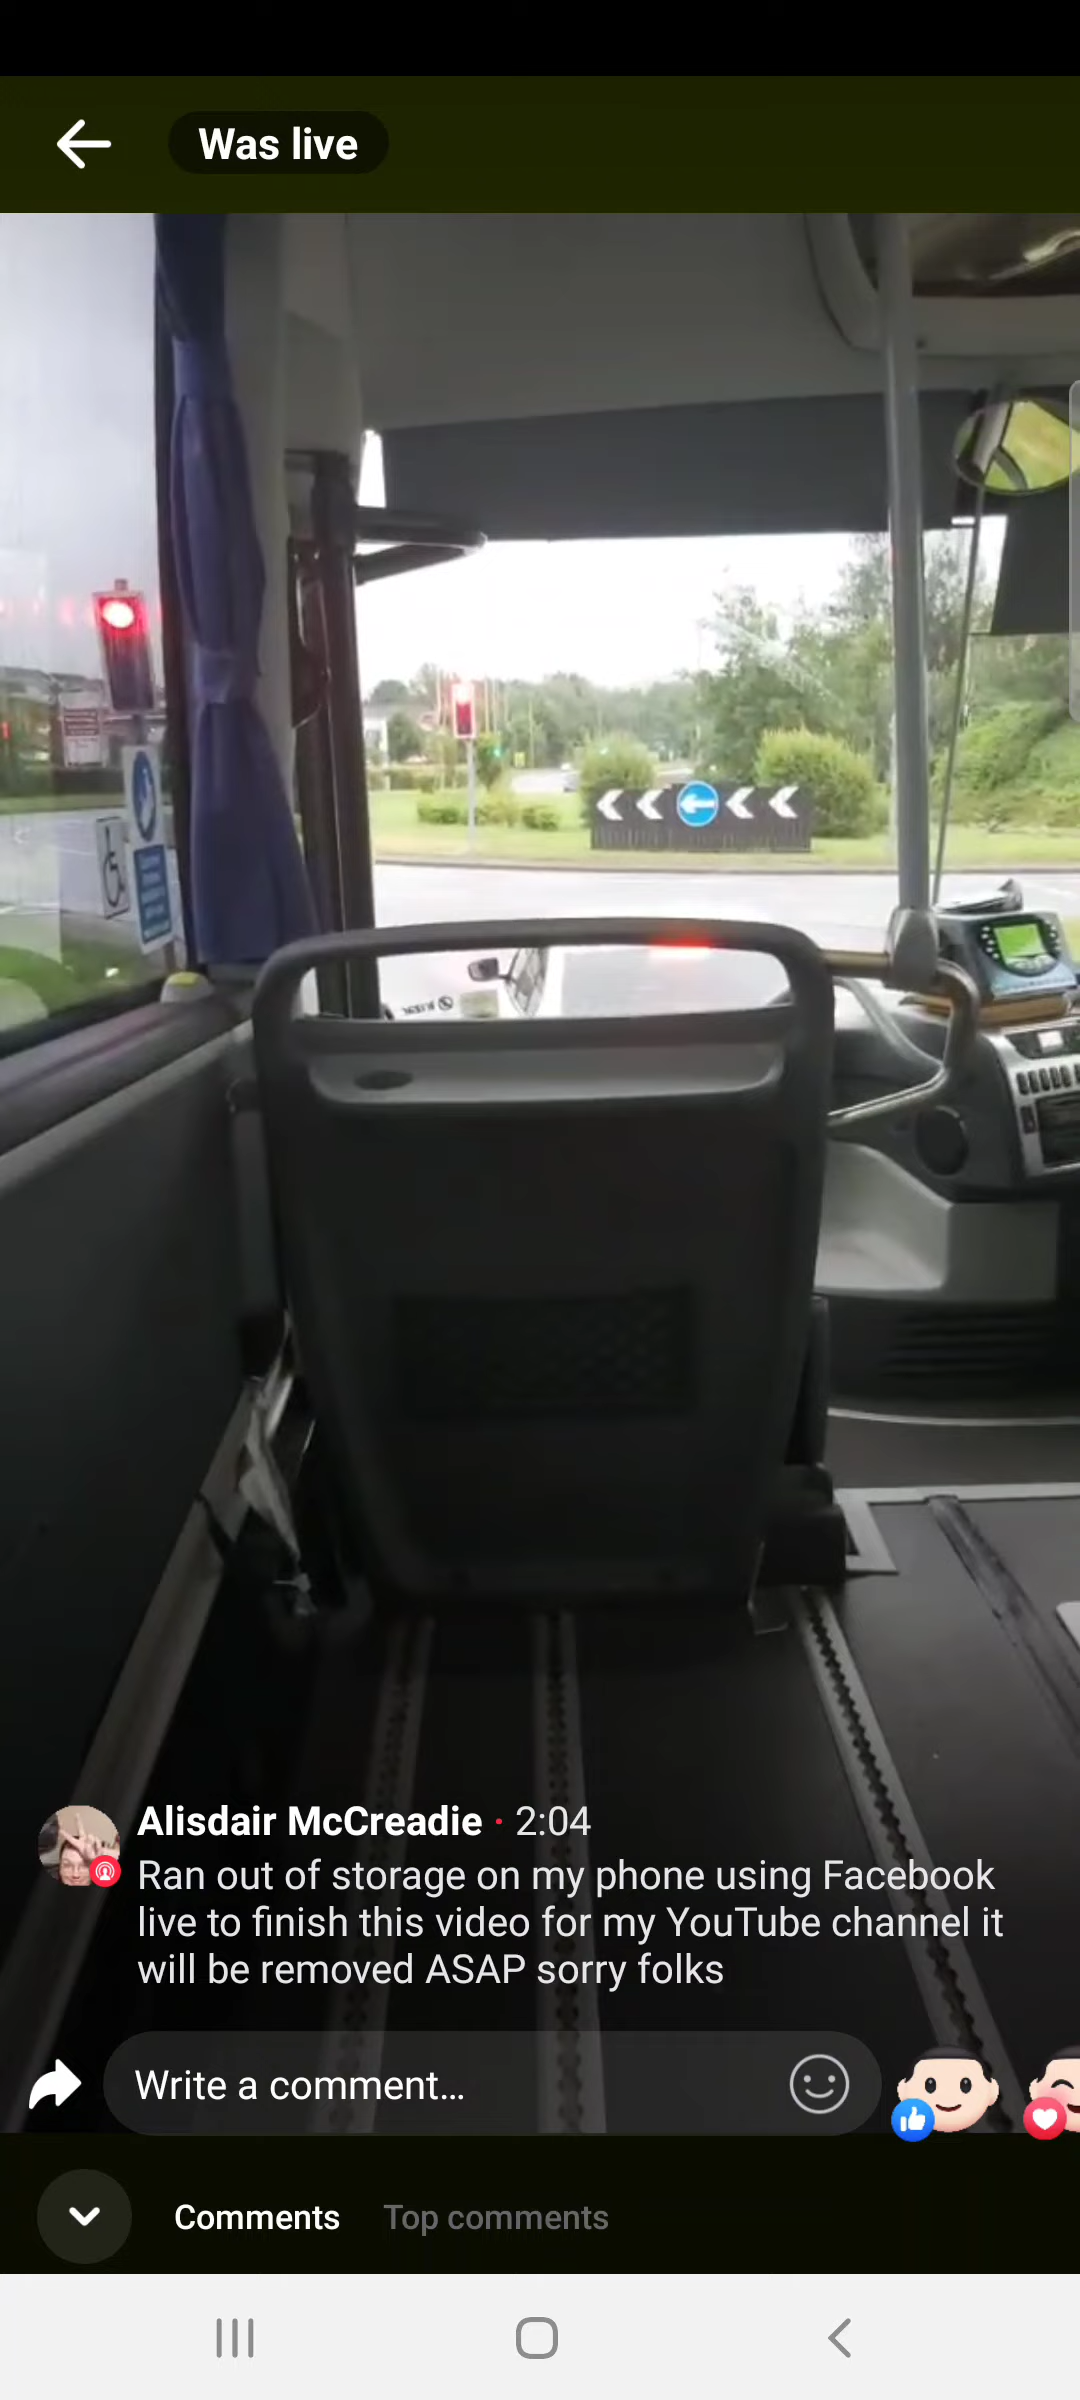 Was live
Alisdair McCreadie · 2:04
Ran out of storage on my phone using Facebook
live to finish this video for my YouTube channel it
will be removed ASAP sorry folks
Write a comment...
Comments Top comments